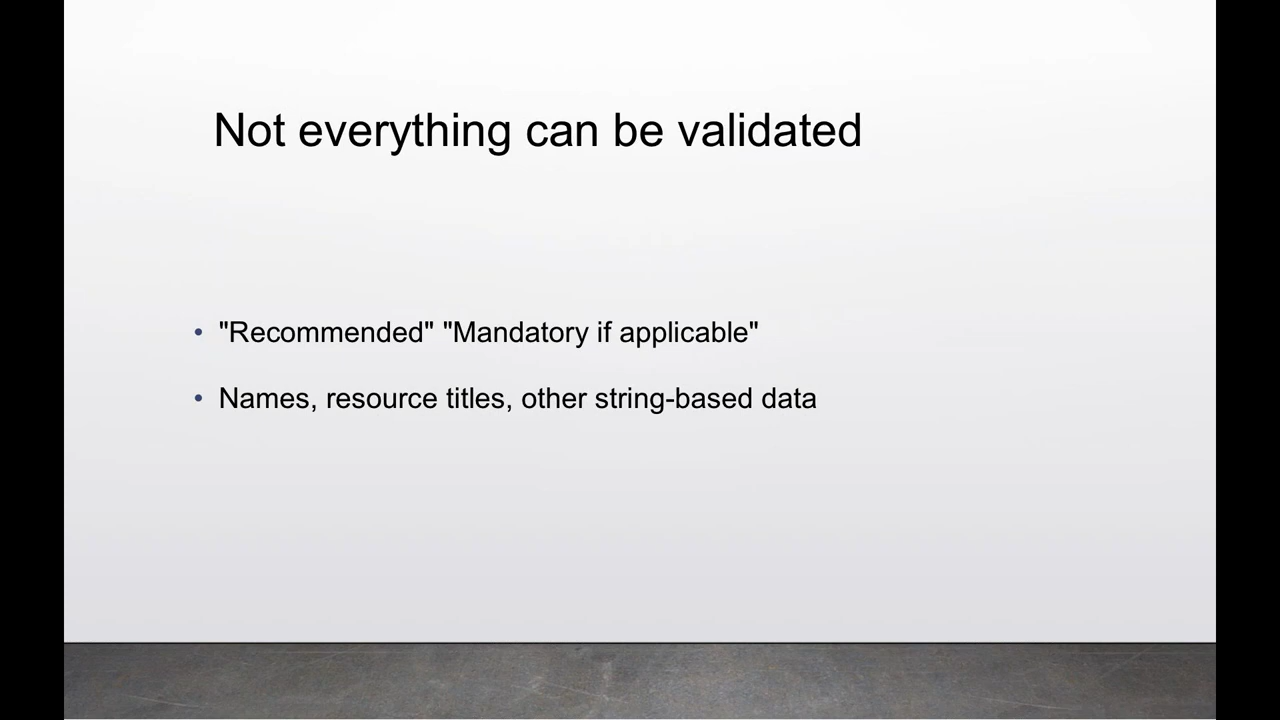 Not everything can be validated
• "Recommended" "Mandatory if applicable"
• Names, resource titles, other string-based data